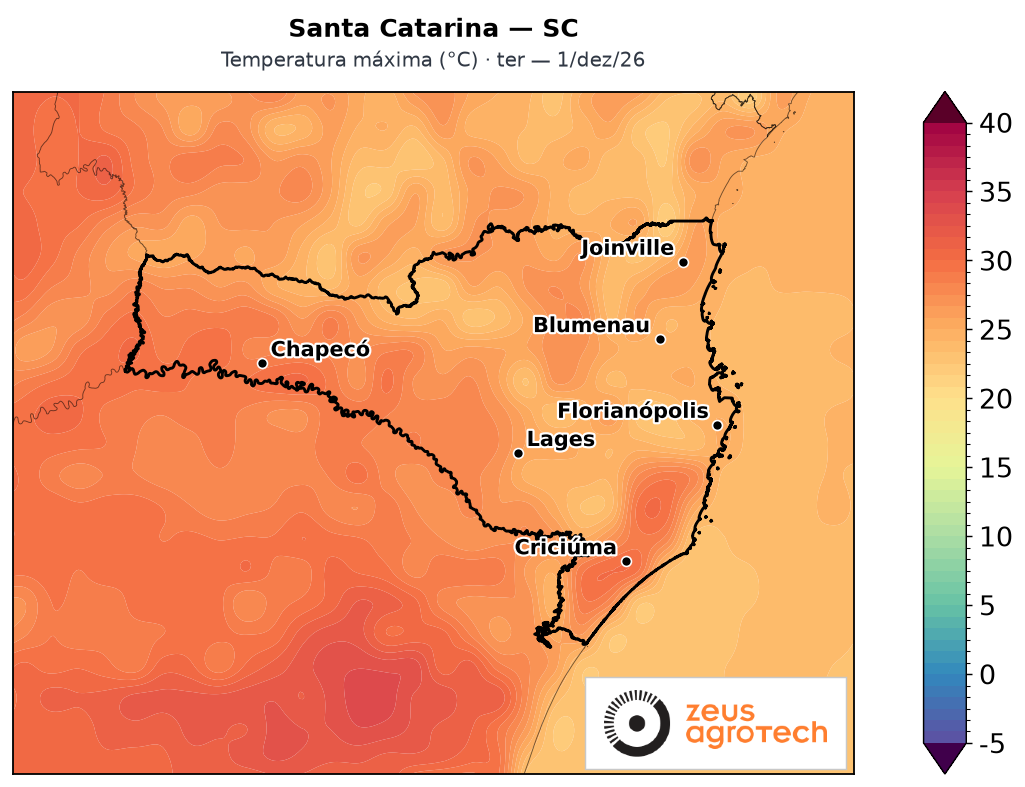 Santa Catarina — SC
Temperatura máxima (°C) · ter — 1/dez/26
Joinville
Blumenau
Chapecó
Florianópolis
Lages
Criciúma
40
35
30
25
20
15
10
5
0
-5
zeus
agrotech